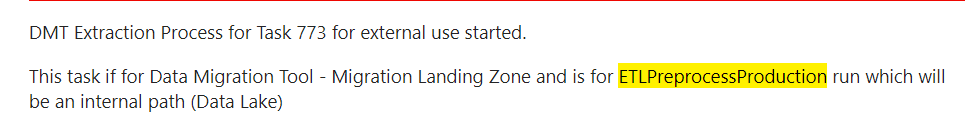 DMT Extraction Process for Task 773 for external use started.
This task if for Data Migration Tool - Migration Landing Zone and is for ETLPreprocessProduction run which will
be an internal path (Data Lake)